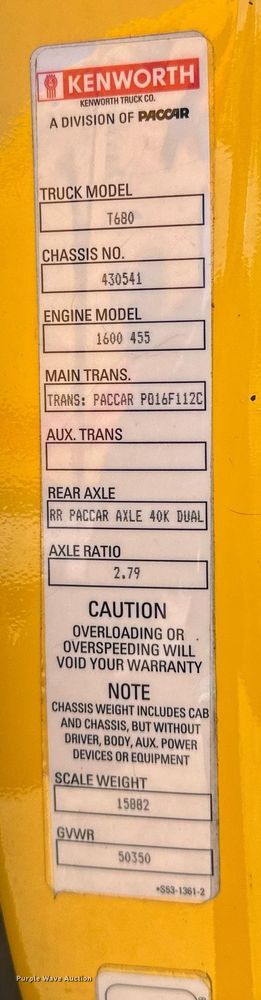 KENWORTH
KENWORTH TRUCK CO.
A DIVISION OF PACCAR
TRUCK MODEL
T680
CHASSIS NO.
430541
ENGINE MODEL
1600 455
MAIN TRANS.
TRANS: PACCAR PO16F112C
AUX. TRANS
REAR AXLE
RR PACCAR AXLE 40K DUAL
AXLE RATIO
2.79
CAUTION
OVERLOADING OR
OVERSPEEDING WILL
VOID YOUR WARRANTY
NOTE
CHASSIS WEIGHT INCLUDES CAB
AND CHASSIS, BUT WITHOUT
DRIVER, BODY, AUX. POWER
DEVICES OR EQUIPMENT
SCALE WEIGHT
15882
GVWR
50350
*S53-1361-2
Purple Wave Auction